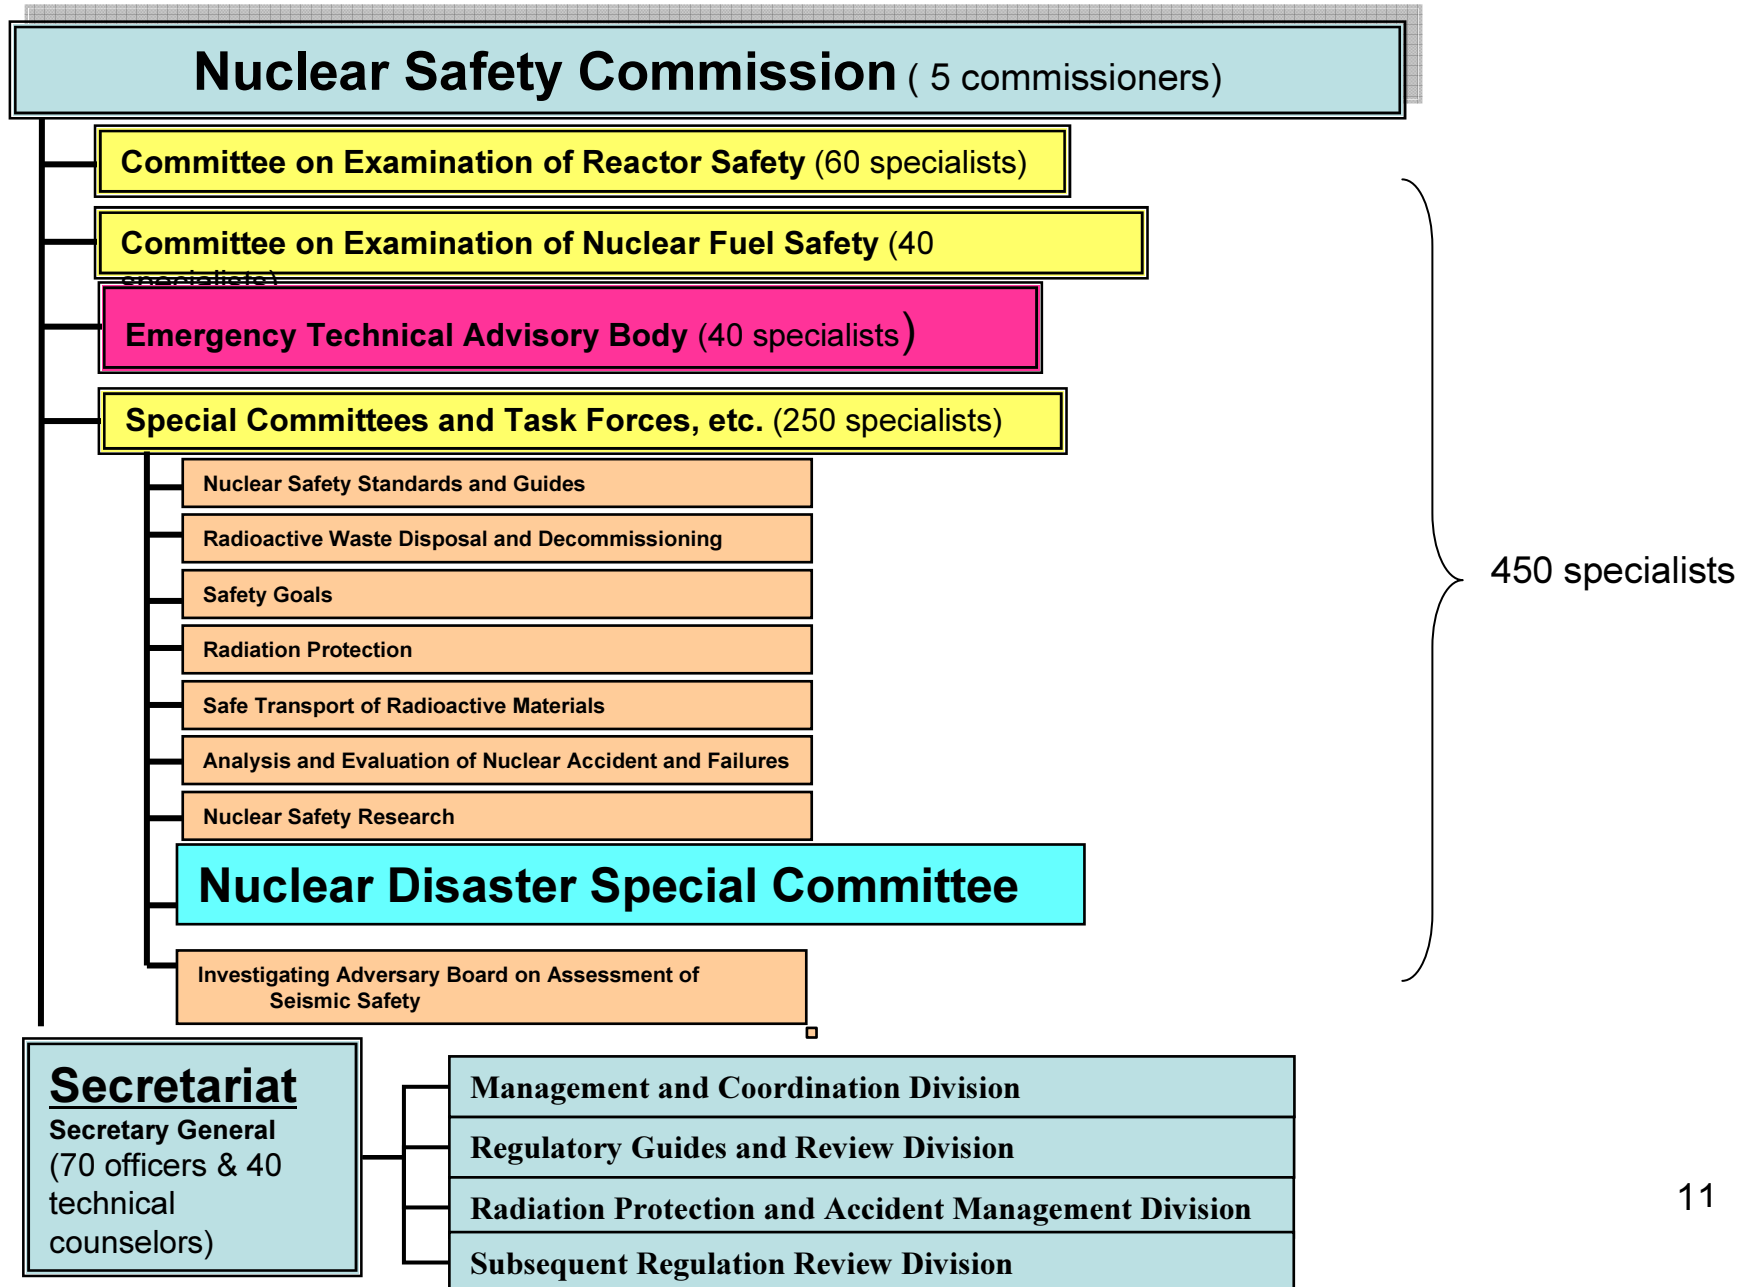 Nuclear Safety Commission ( 5 commissioners)
Committee on Examination of Reactor Safety (60 specialists)
Committee on Examination of Nuclear Fuel Safety (40
specialists)
Emergency Technical Advisory Body (40 specialists)
Special Committees and Task Forces, etc. (250 specialists)
Nuclear Safety Standards and Guides
Radioactive Waste Disposal and Decommissioning
Safety Goals
Radiation Protection
Safe Transport of Radioactive Materials
Analysis and Evaluation of Nuclear Accident and Failures
Nuclear Safety Research
Nuclear Disaster Special Committee
Investigating Adversary Board on Assessment of
Seismic Safety
450 specialists
Secretariat
Secretary General
(70 officers & 40
technical
counselors)
Management and Coordination Division
Regulatory Guides and Review Division
Radiation Protection and Accident Management Division
Subsequent Regulation Review Division
11